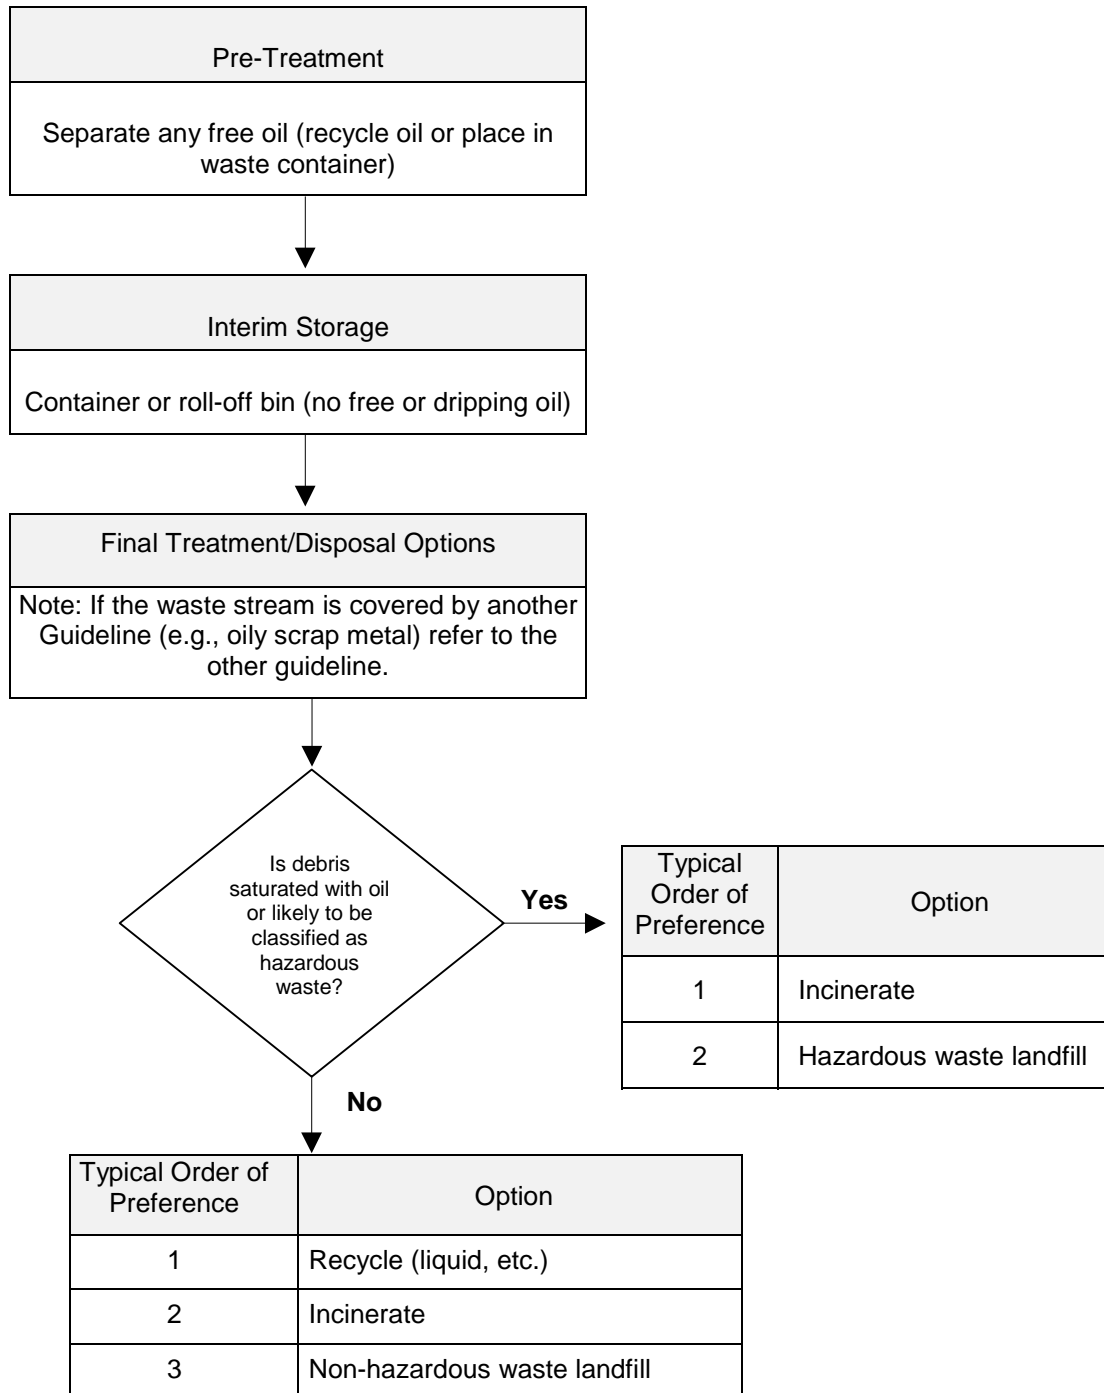 Pre-Treatment
Separate any free oil (recycle oil or place in
waste container)
Interim Storage
Container or roll-off bin (no free or dripping oil)
Final Treatment/Disposal Options
Note: If the waste stream is covered by another
Guideline (e.g., oily scrap metal) refer to the
other guideline.
Is debris
saturated with oil
or likely to be
classified as
hazardous
waste?
Yes
Typical
Order of
Preference
Option
1 Incinerate
2 Hazardous waste landfill
No
Typical Order of
Preference
Option
1 Recycle (liquid, etc.)
2 Incinerate
3 Non-hazardous waste landfill